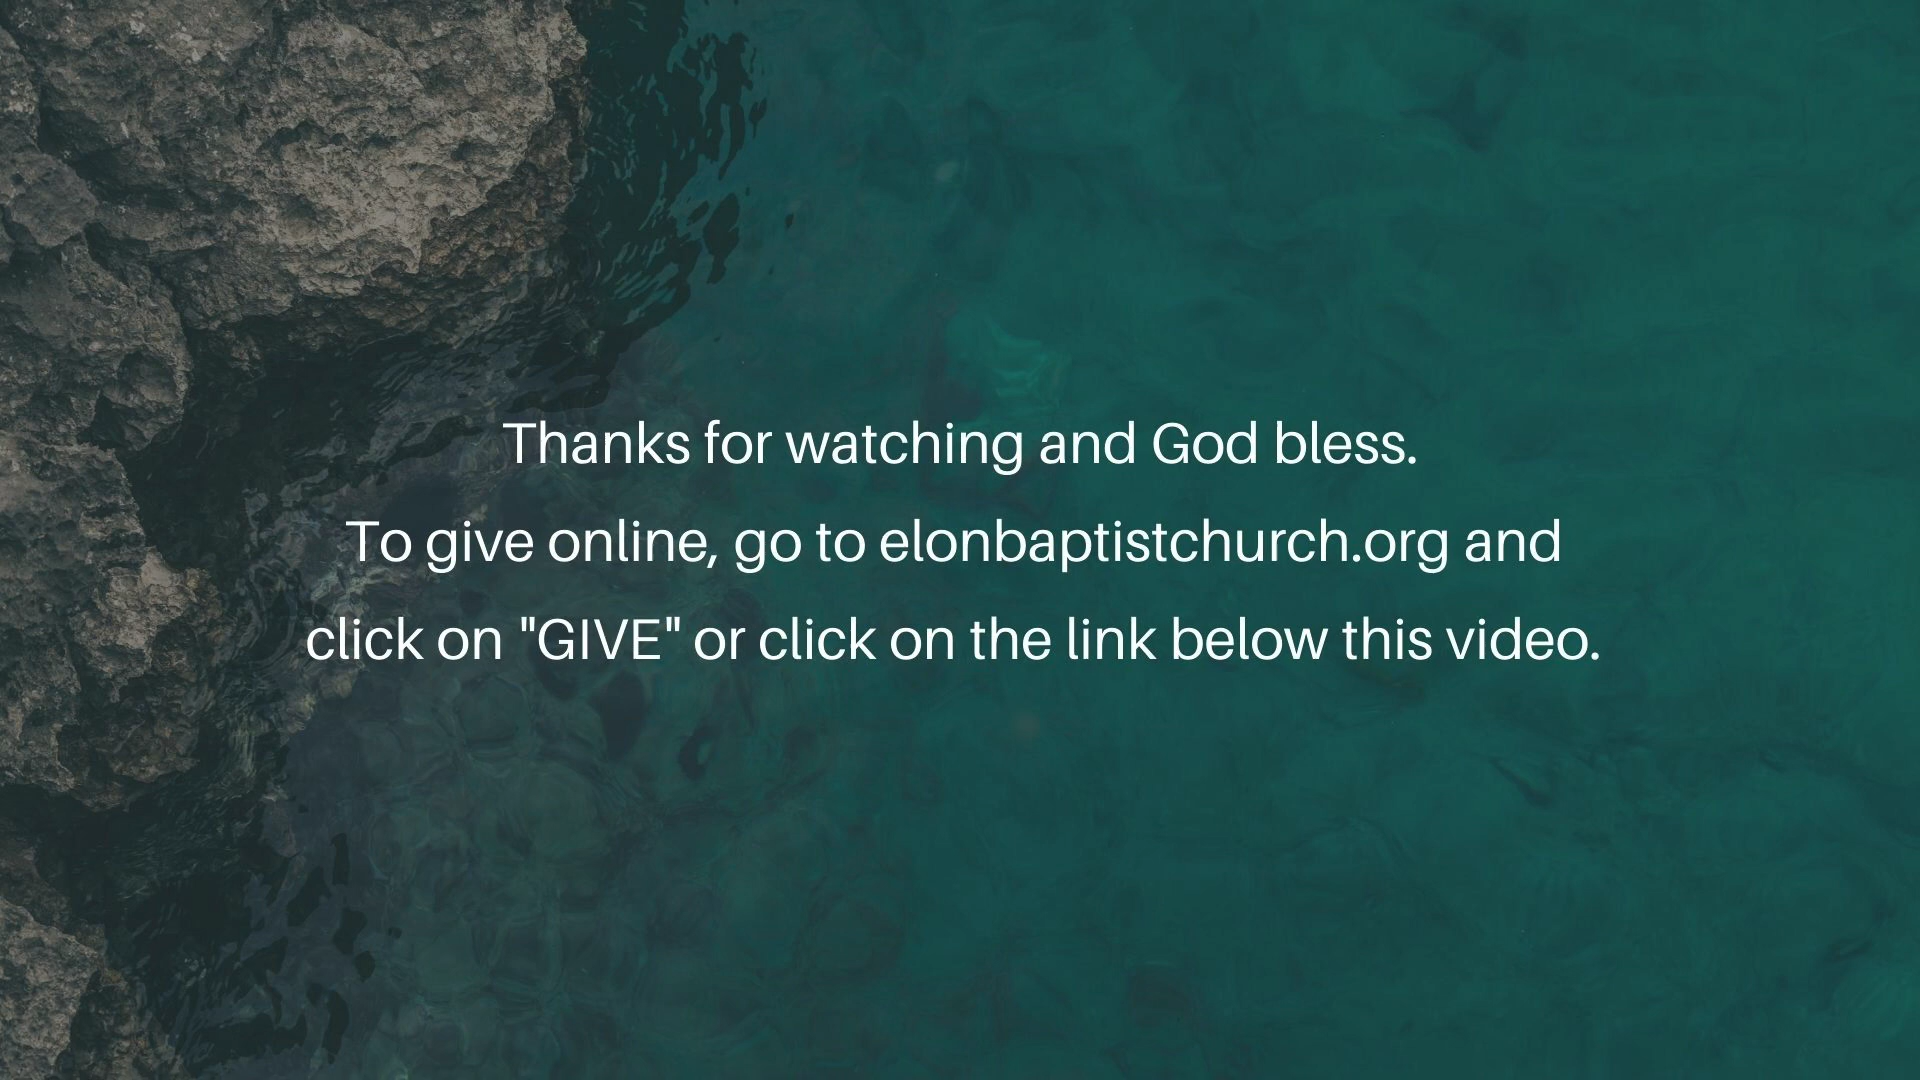 Thanks for watching and God bless.
To give online, go to elonbaptistchurch.org and
click on "GIVE" or click on the link below this video.